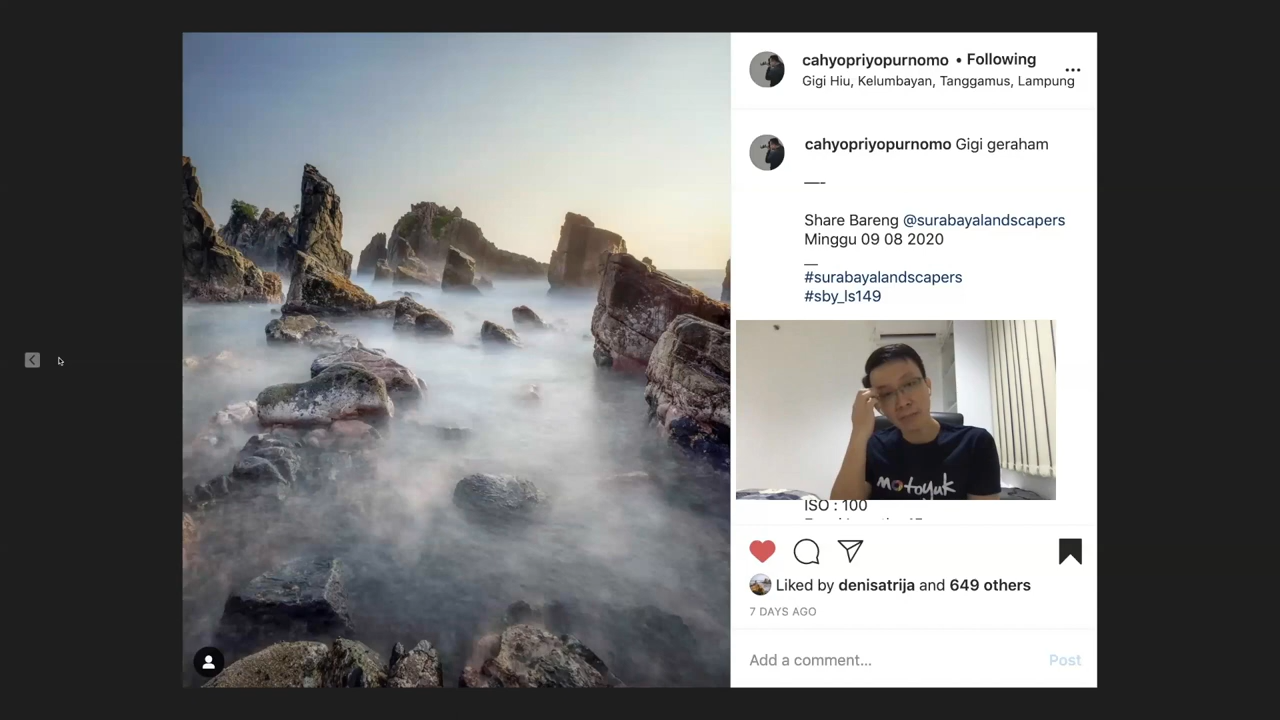 cahyopriyopurnomo • Following
Gigi Hiu, Kelumbayan, Tanggamus, Lampung
cahyopriyopurnomo Gigi geraham
—-
Share Bareng @surabayalandscapers
Minggu 09 08 2020
__
#surabayalandscapers
#sby_ls149
motoyuk
ISO : 100
Liked by denisatrija and 649 others
7 DAYS AGO
Add a comment... Post